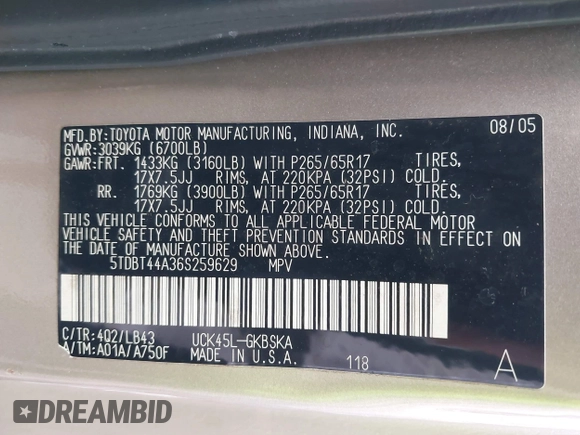 MFD.BY:TOYOTA MOTOR MANUFACTURING, INDIANA, INC. 08/05
GVWR:3039KG (6700LB)
GAWR:FRT. 1433KG (3160LB) WITH P265/65R17 TIRES,
17X7.5JJ RIMS, AT 220KPA (32PSI) COLD.
RR. 1769KG (3900LB) WITH P265/65R17 TIRES,
17X7.5JJ RIMS, AT 220KPA (32PSI) COLD.
THIS VEHICLE CONFORMS TO ALL APPLICABLE FEDERAL MOTOR
VEHICLE SAFETY AND THEFT PREVENTION STANDARDS IN EFFECT ON
THE DATE OF MANUFACTURE SHOWN ABOVE.
5TDBT44A36S259629 MPV
C/TR:4Q2/LB43 UCK45L-GKBSKA
A/TM:A01A/A750F MADE IN U.S.A. 118 A
DREAMBID